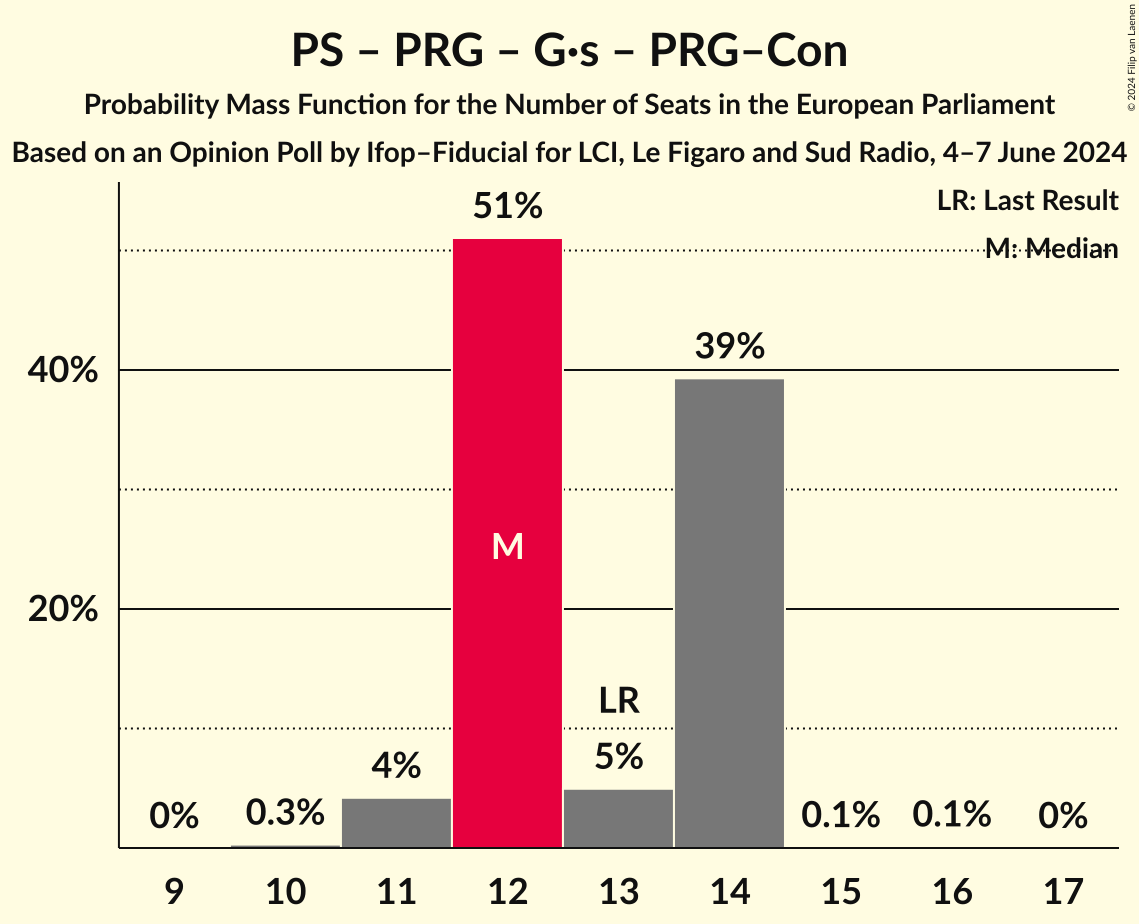 PS – PRG – G·s – PRG–Con
Probability Mass Function for the Number of Seats in the European Parliament
Based on an Opinion Poll by Ifop–Fiducial for LCI, Le Figaro and Sud Radio, 4–7 June 2024
© 2024 Filip van Laenen
LR: Last Result
M: Median
51%
39%
40%
M
20%
LR
5%
4%
0%
0.3%
0.1%
0.1%
0%
9 10 11 12 13 14 15 16 17